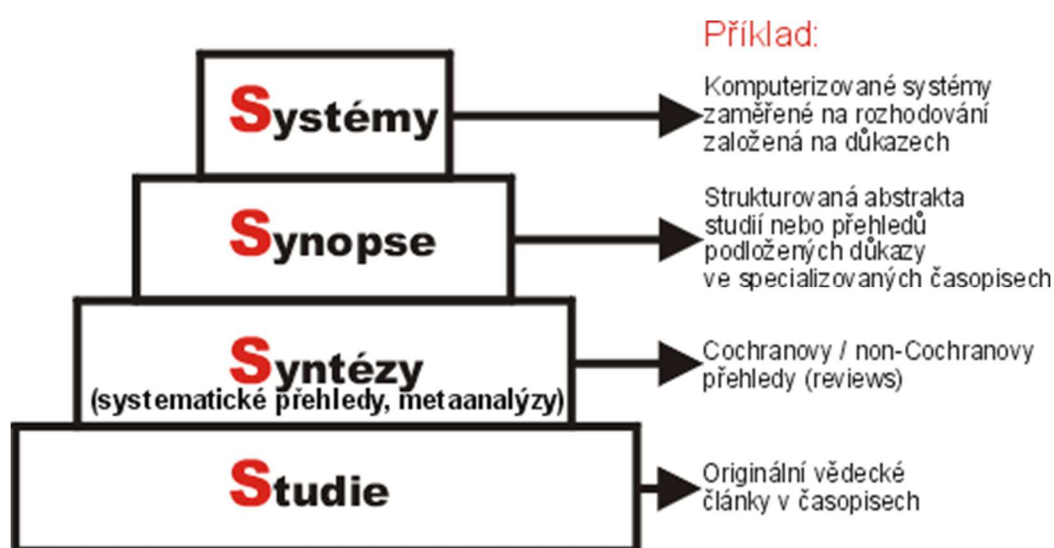 Příklad:
Systémy
Komputerizované systémy
zaměřené na rozhodování
založená na důkazech
Synopse
Strukturovaná abstrakta
studií nebo přehledů
podložených důkazy
ve specializovaných časopisech
Syntézy
(systematické přehledy, metaanalýzy)
Cochranovy / non-Cochranovy
přehledy (reviews)
Studie
Originální vědecké
články v časopisech